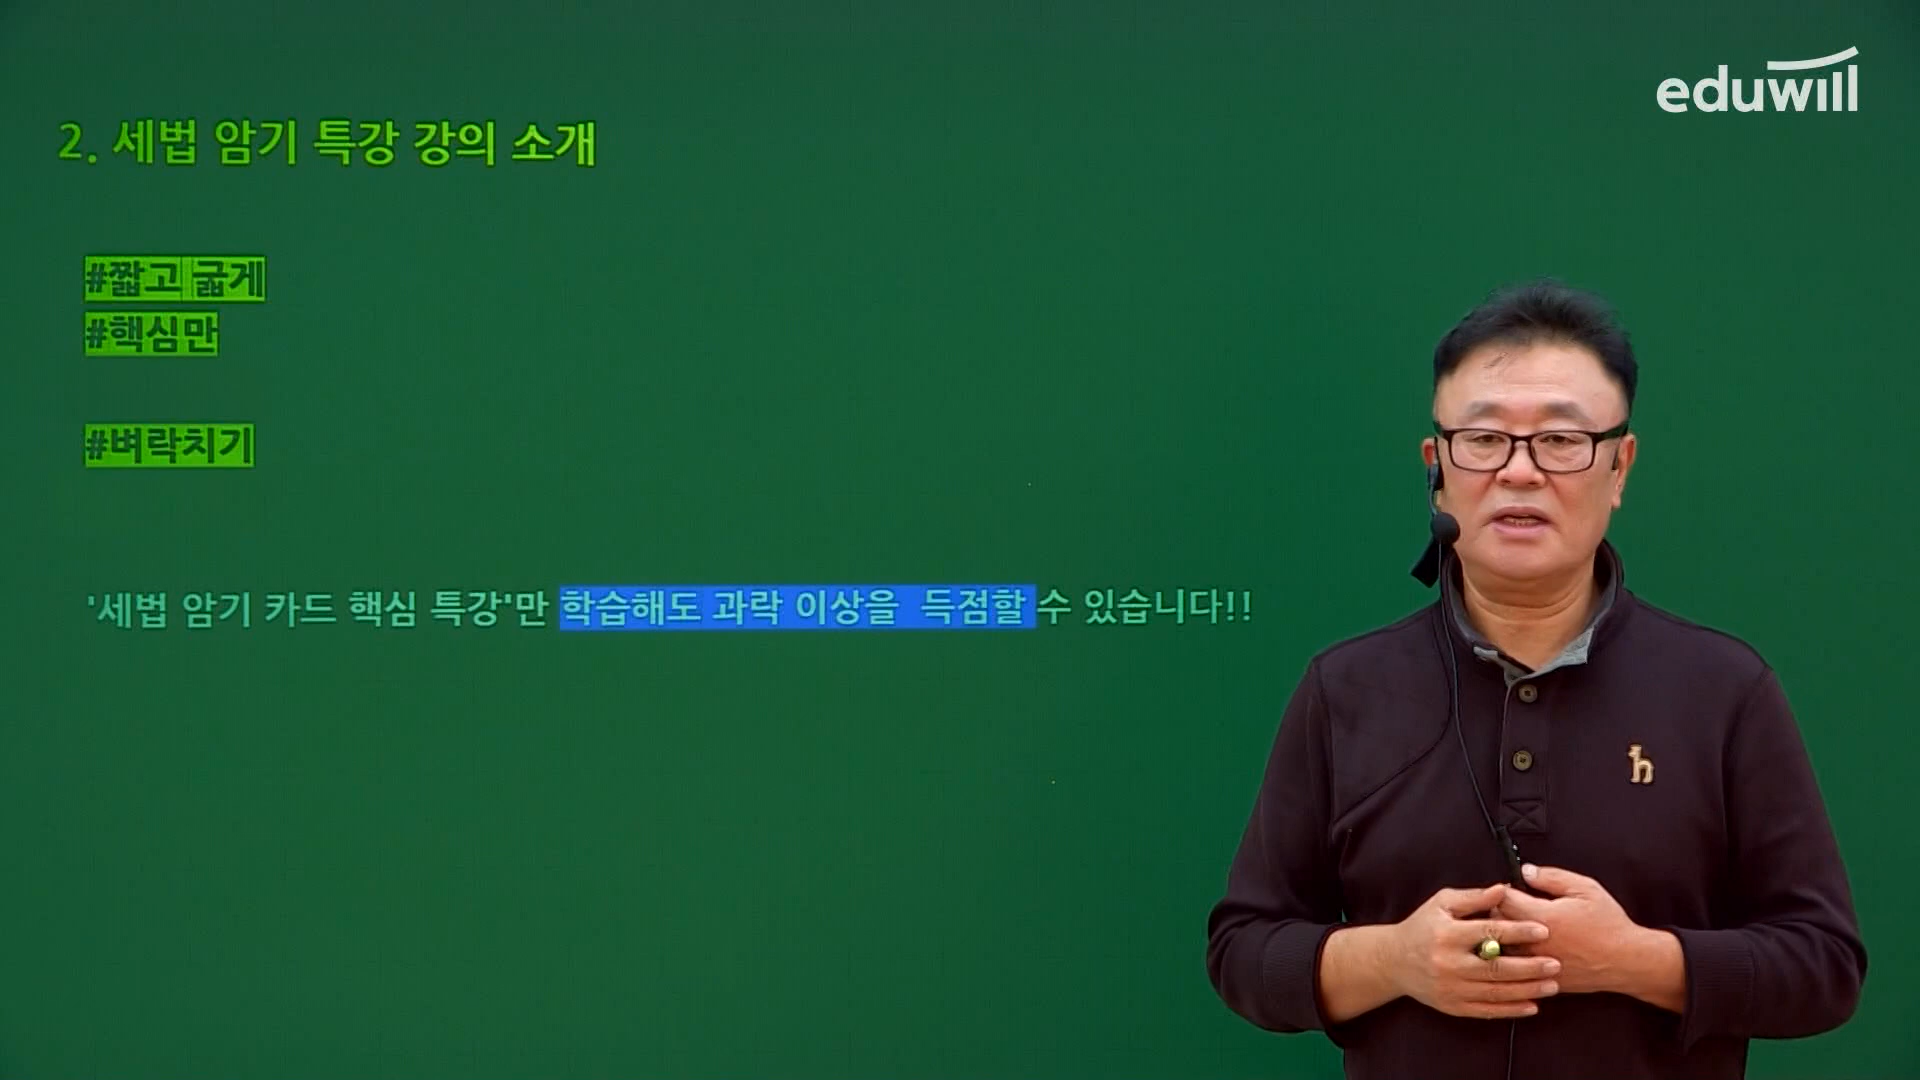 eduwill
2. 세법 암기 특강 강의 소개
#짧고 굵게
#핵심만
#벼락치기
'세법 암기 카드 핵심 특강'만 학습해도 과락 이상을 득점할 수 있습니다!!
h